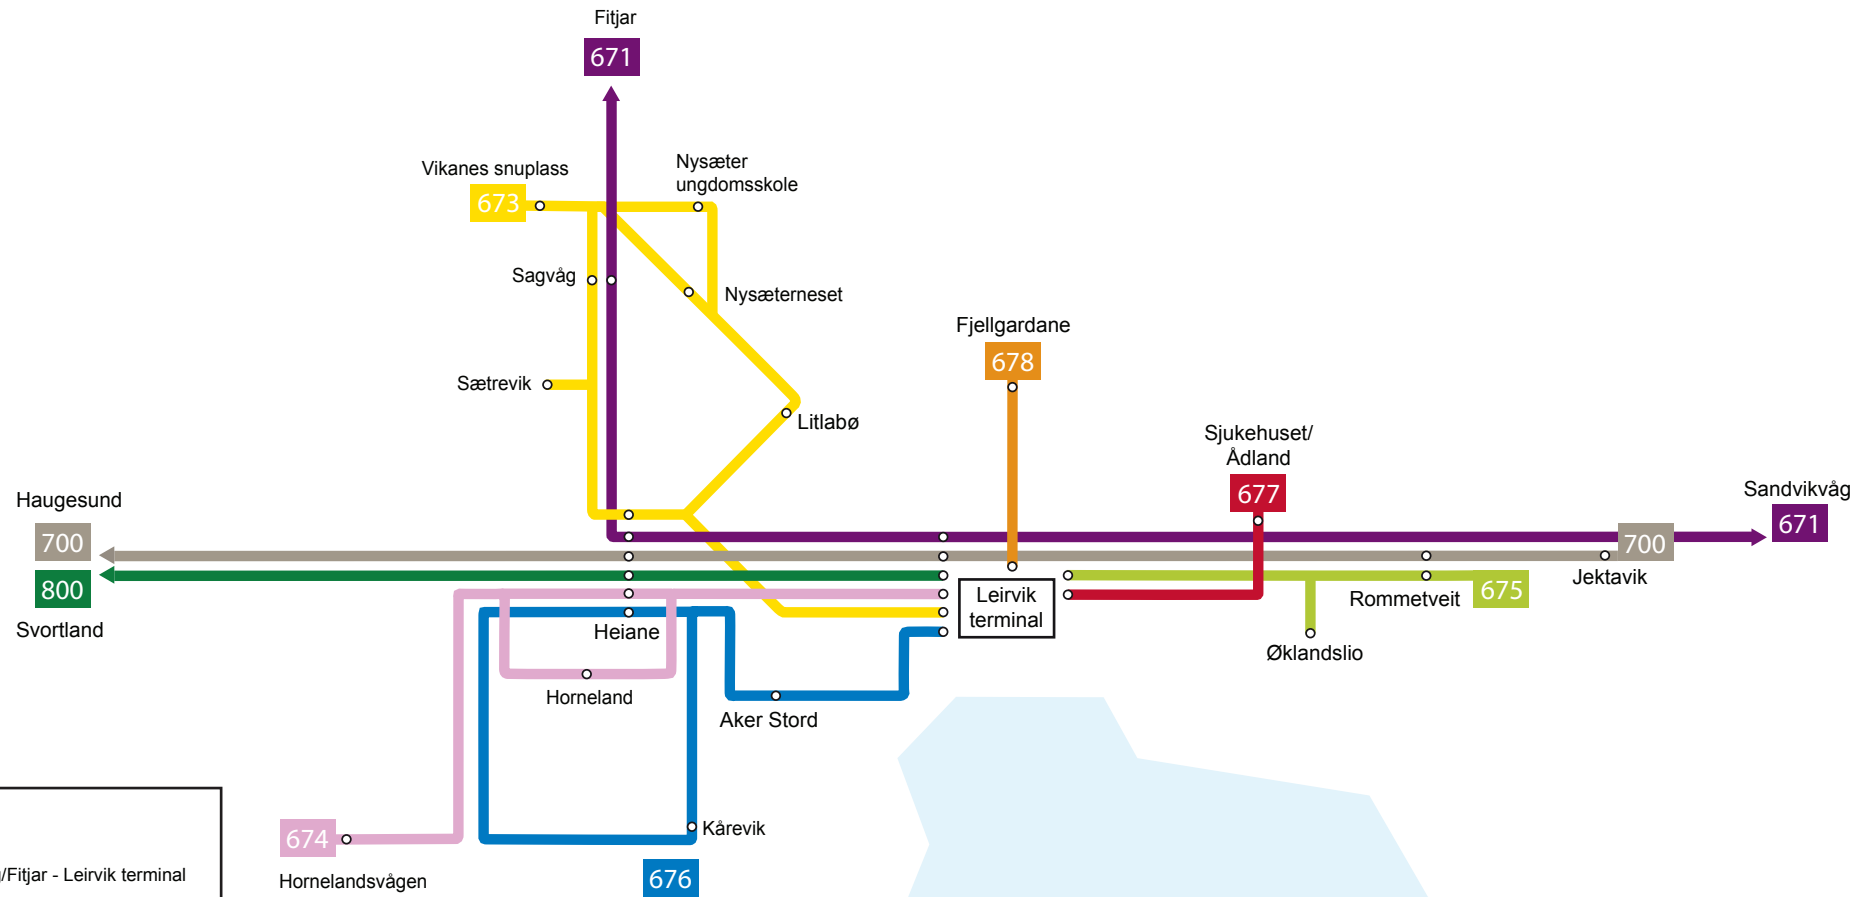 Fitjar
671
Vikanes snuplass
673
Nysæter
ungdomsskole
Sagvåg
Nysæterneset
Sætrevik
Litlabø
Fjellgardane
678
Sjukehuset/
Ådland
677
Haugesund
700
800
Svortland
Sandvikvåg
671
700
Jektavik
Leirvik
terminal
Rommetveit
675
Øklandslio
Heiane
Horneland
Aker Stord
674
Hornelandsvågen
Kårevik
676
/Fitjar - Leirvik terminal